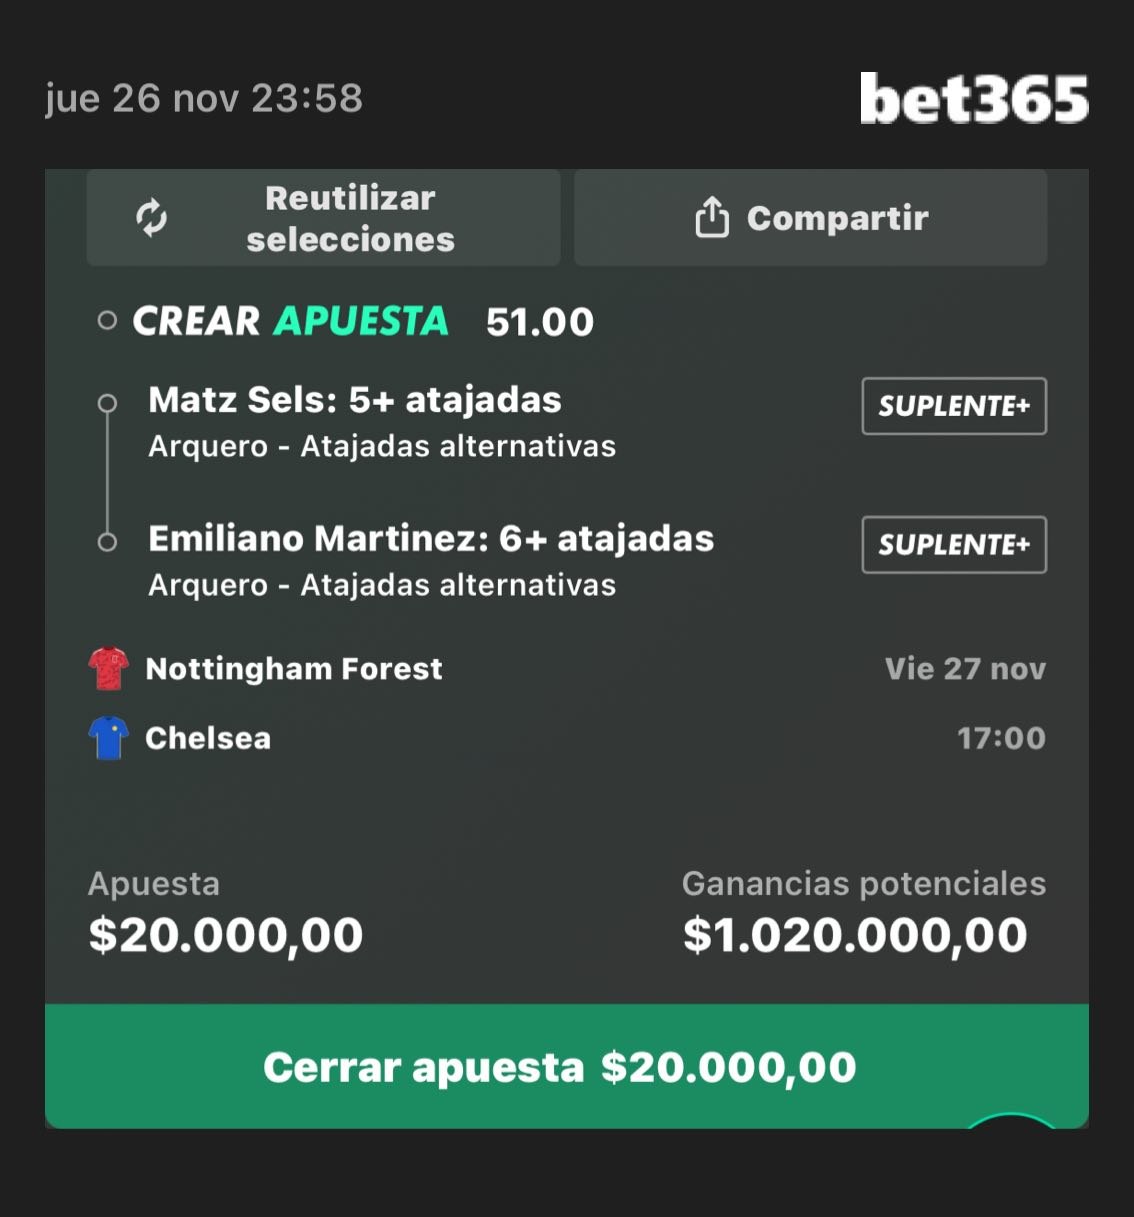 jue 26 nov 23:58
bet365
Reutilizar
selecciones
Compartir
CREAR APUESTA 51.00
Matz Sels: 5+ atajadas
SUPLENTE+
Arquero - Atajadas alternativas
Emiliano Martinez: 6+ atajadas
SUPLENTE+
Arquero - Atajadas alternativas
Nottingham Forest
Vie 27 nov
Chelsea
17:00
Apuesta
Ganancias potenciales
$20.000,00
$1.020.000,00
Cerrar apuesta $20.000,00